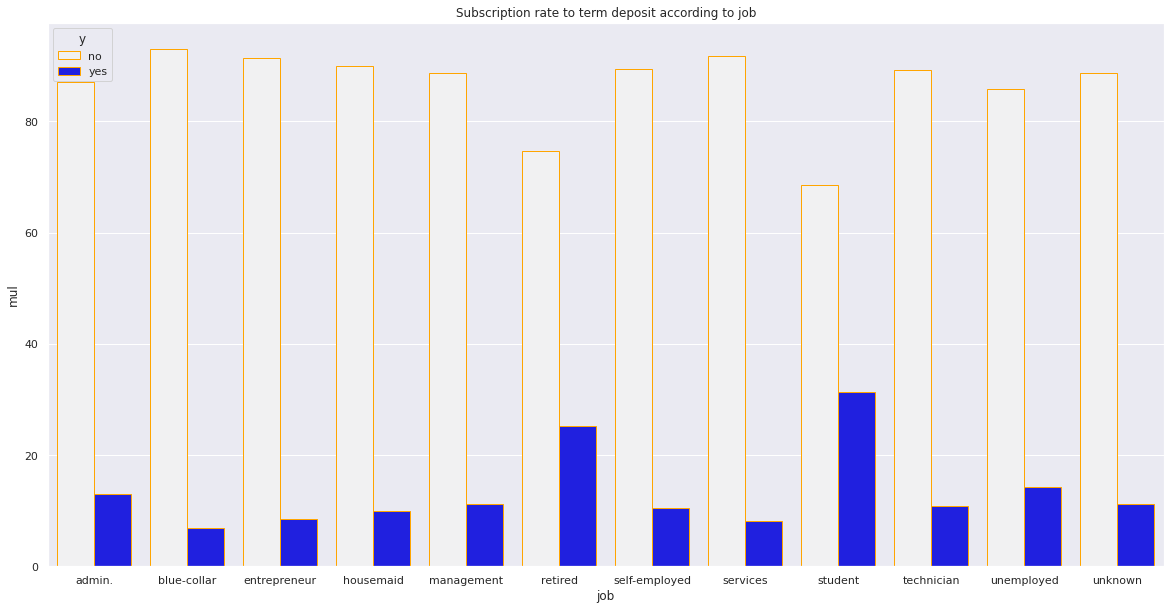 Subscription rate to term deposit according to job
y
no
yes
80
60
40
20
0
mul
admin. blue-collar entrepreneur housemaid management retired self-employed services student technician unemployed unknown
job